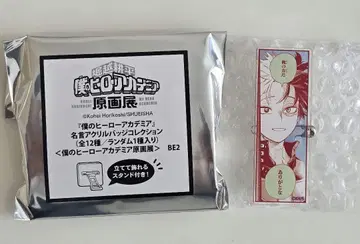 僕のヒーローアカデミア
原画展
©Kohei Horikoshi/SHUEISHA
『僕のヒーローアカデミア』
名言アクリルバッジコレクション
(全12種/ランダム1種入り)
<僕のヒーローアカデミア原画展>
BE2
立てて飾れる
スタンド付き!